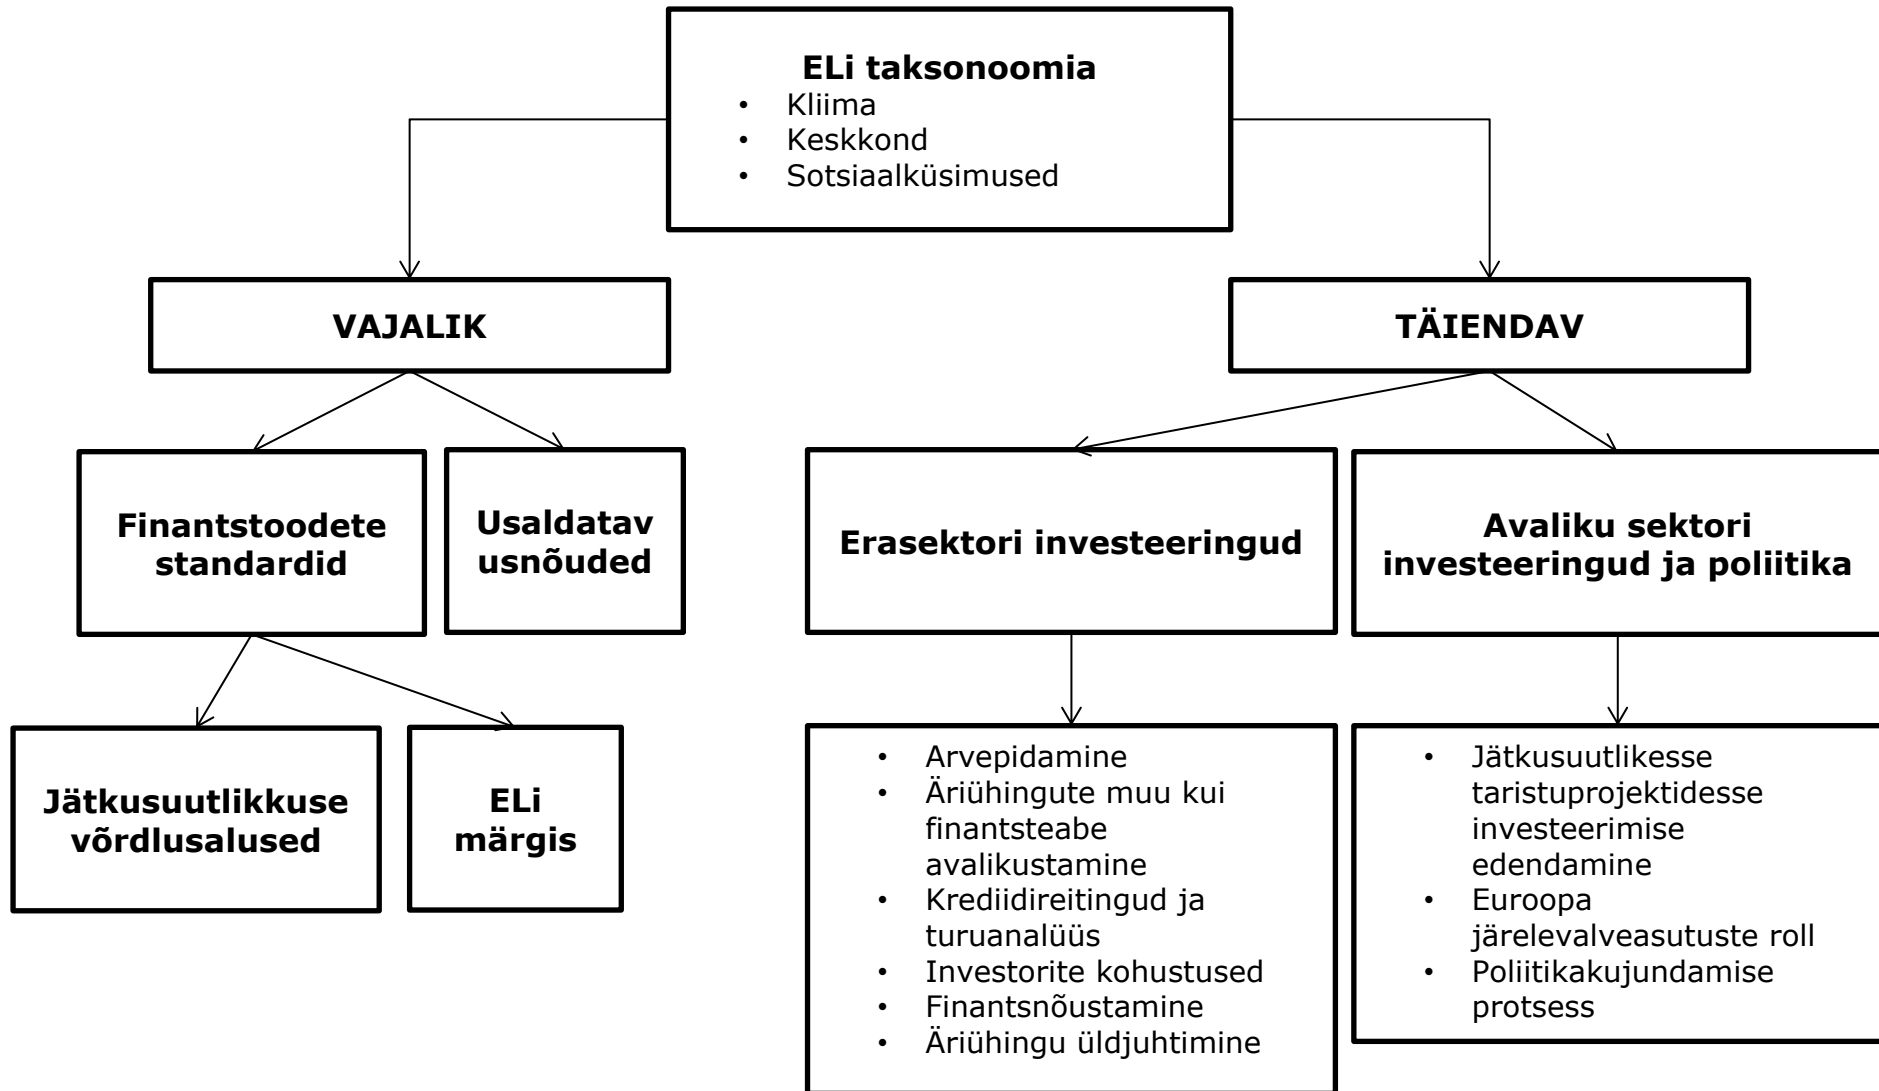 ELi taksonoomia
• Kliima
• Keskkond
• Sotsiaalküsimused
VAJALIK
TÄIENDAV
Finantstoodete
standardid
Usaldatav
usnõuded
Erasektori investeeringud
Avaliku sektori
investeeringud ja poliitika
Jätkusuutlikkuse
võrdlusalused
ELi
märgis
• Arvepidamine
• Äriühingute muu kui
finantsteabe
avalikustamine
• Krediidireitingud ja
turuanalüüs
• Investorite kohustused
• Finantsnõustamine
• Äriühingu üldjuhtimine
• Jätkusuutlikesse
taristuprojektidesse
investeerimise
edendamine
• Euroopa
järelevalveasutuste roll
• Poliitikakujundamise
protsess